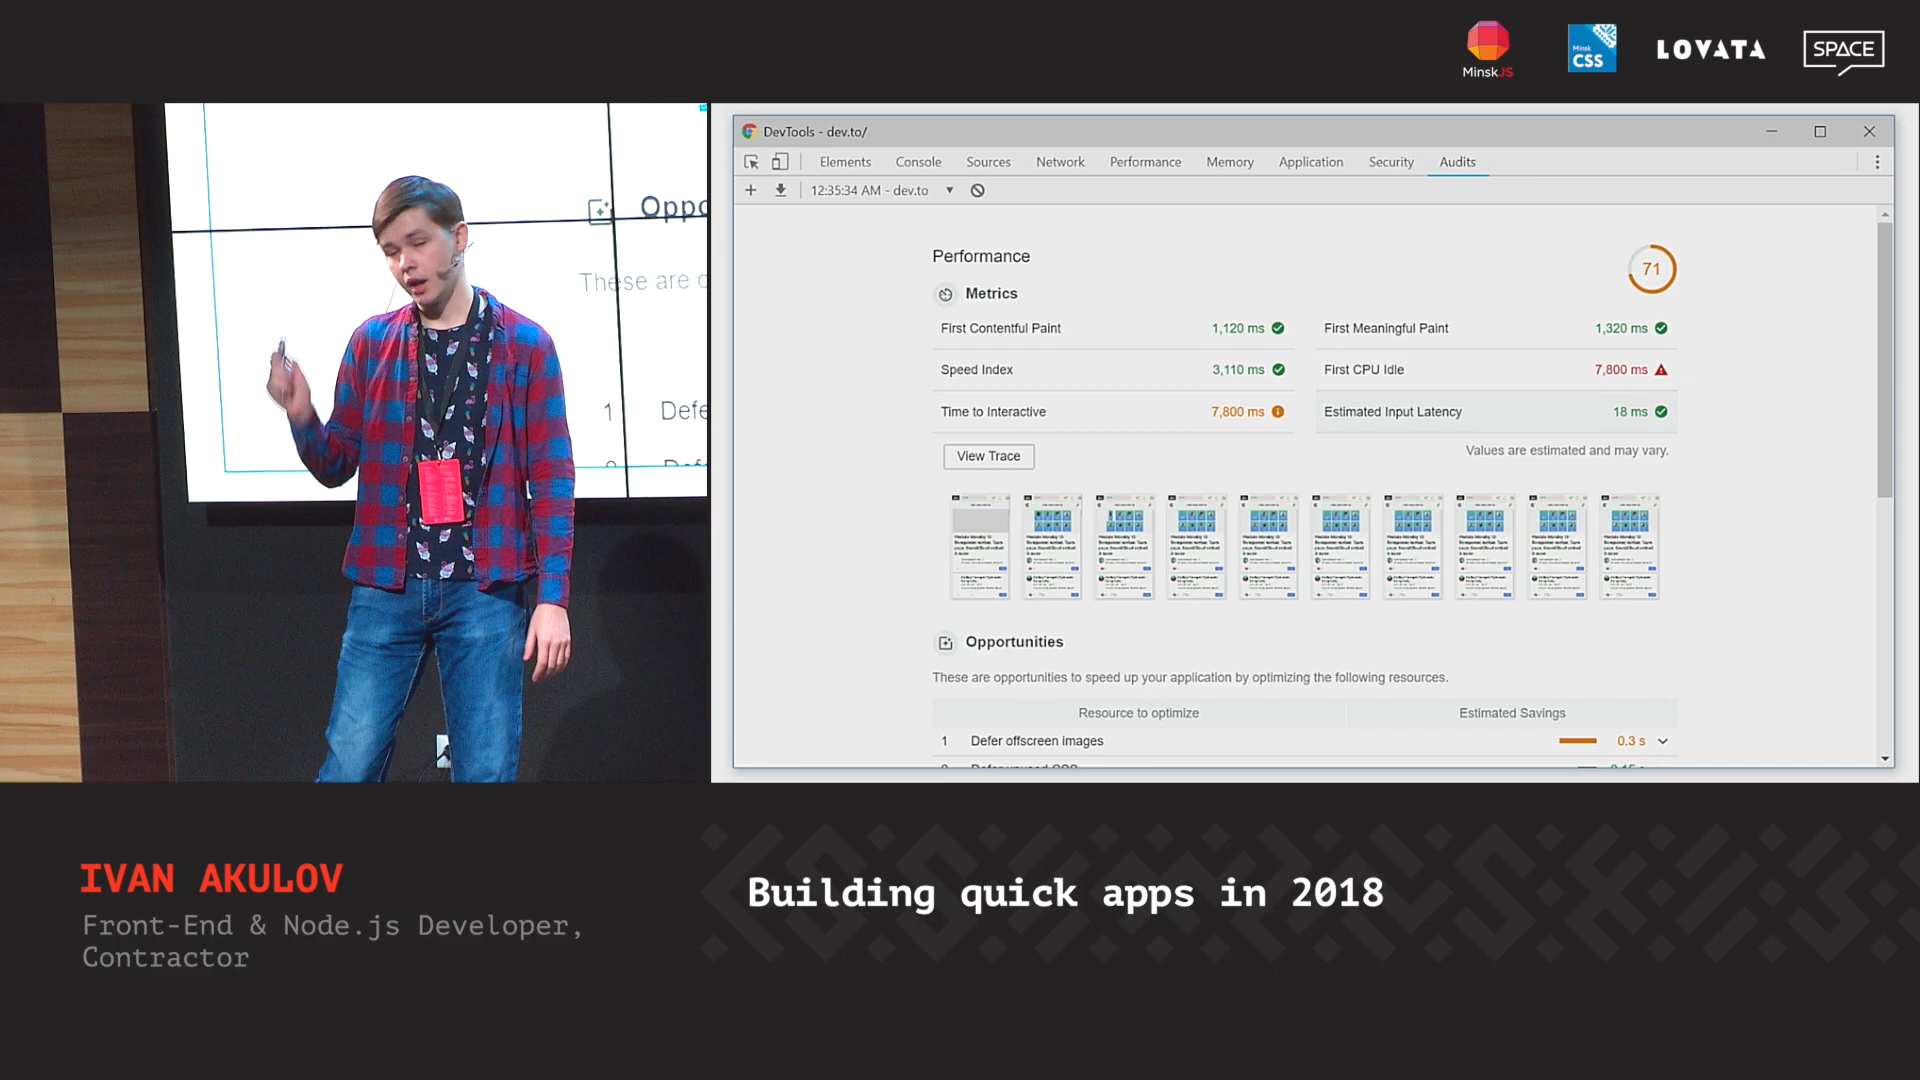 MinskJS
Minsk
CSS
LOVATA
SPACE
Oppo
These are c
1 Defe
DevTools - dev.to/
Elements Console Sources Network Performance Memory Application Security Audits
12:35:34 AM - dev.to
Performance
71
Metrics
First Contentful Paint 1,120 ms
First Meaningful Paint 1,320 ms
Speed Index 3,110 ms
First CPU Idle 7,800 ms
Time to Interactive 7,800 ms
Estimated Input Latency 18 ms
View Trace
Values are estimated and may vary.
Opportunities
These are opportunities to speed up your application by optimizing the following resources.
Resource to optimize Estimated Savings
1 Defer offscreen images 0.3 s
IVAN AKULOV
Front-End & Node.js Developer,
Contractor
Building quick apps in 2018